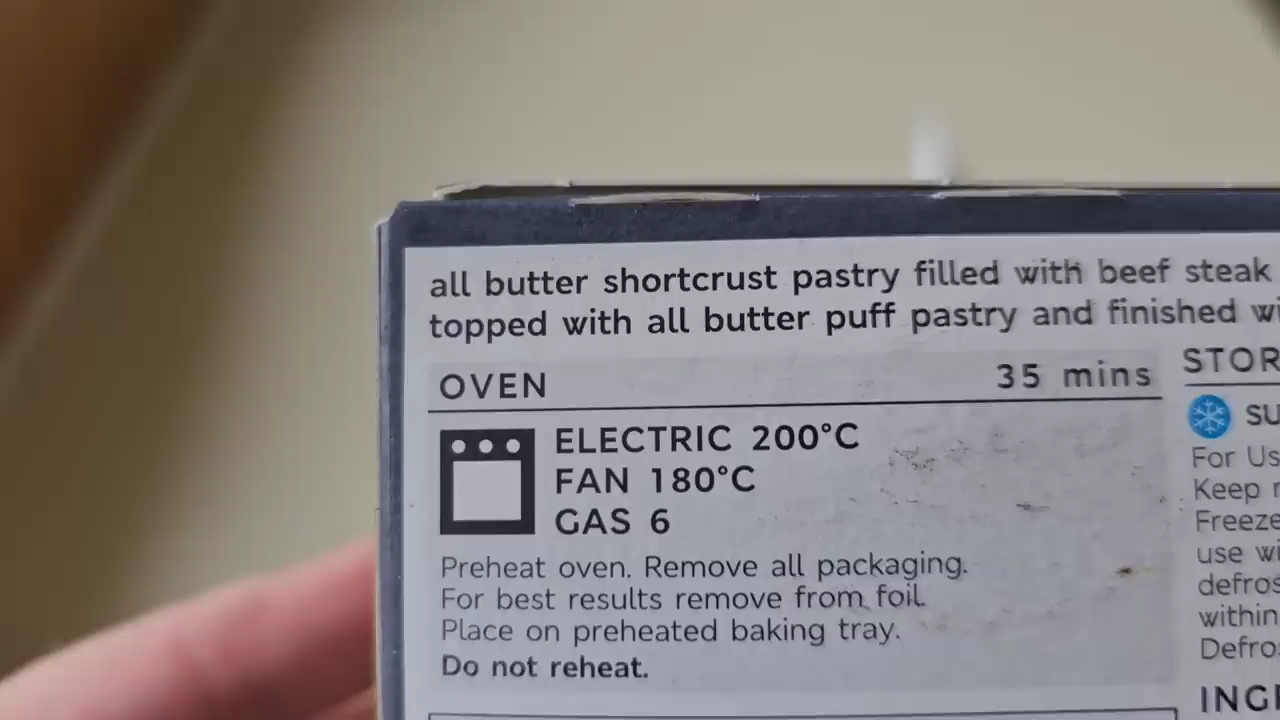 all butter shortcrust pastry filled with beef steak
topped with all butter puff pastry and finished
OVEN 35 mins
ELECTRIC 200°C
FAN 180°C
GAS 6
Preheat oven. Remove all packaging.
For best results remove from foil.
Place on preheated baking tray.
Do not reheat.
STOR
SU
For Us
Keep
Freeze
use wi
defros
within
Defro
INGR